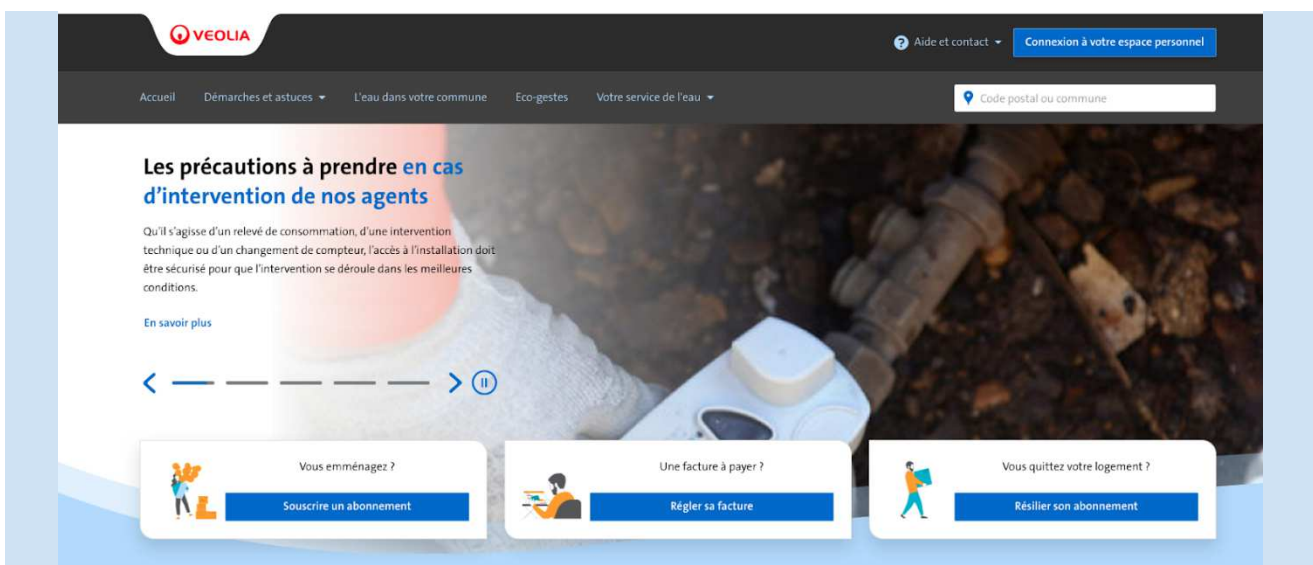 VEOLIA
Aide et contact
Connexion à votre espace personnel
Accueil
Démarches et astuces
L'eau dans votre commune
Eco-gestes
Votre service de l'eau
Code postal ou commune
Les précautions à prendre en cas
d’intervention de nos agents
Qu'il s'agisse d'un relevé de consommation, d'une intervention
technique ou d'un changement de compteur, l'accès à l'installation doit
être sécurisé pour que l'intervention se déroule dans les meilleures
conditions.
En savoir plus
Vous emménagez ?
Souscrire un abonnement
Une facture à payer ?
Régler sa facture
Vous quittez votre logement ?
Résilier son abonnement